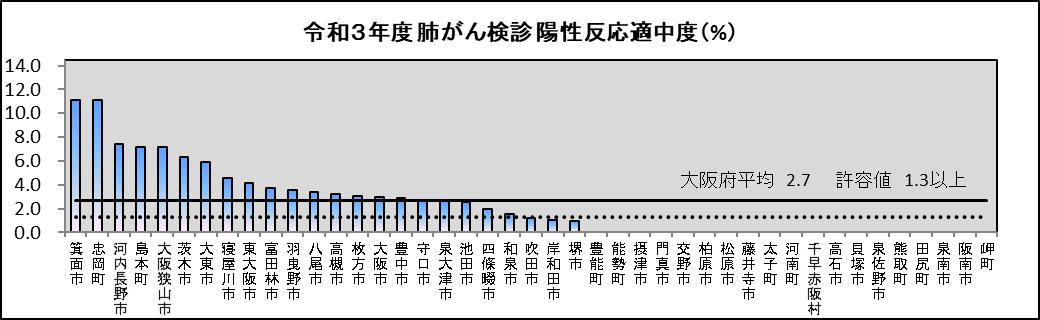 令和３年度肺がん検診陽性反応適中度(%)
14.0
12.0
10.0
8.0
6.0
4.0
2.0
0.0
大阪府平均 2.7 許容値 1.3以上
箕面市
忠岡町
河内長野市
島本町
大阪狭山市
茨木市
大東市
寝屋川市
東大阪市
富田林市
羽曳野市
八尾市
高槻市
枚方市
大阪市
豊中市
守口市
泉大津市
池田市
四條畷市
和泉市
吹田市
岸和田市
堺市
豊能町
能勢町
摂津市
門真市
交野市
柏原市
松原市
藤井寺市
太子町
河南町
千早赤阪村
高石市
貝塚市
泉佐野市
熊取町
田尻町
泉南市
阪南市
岬町